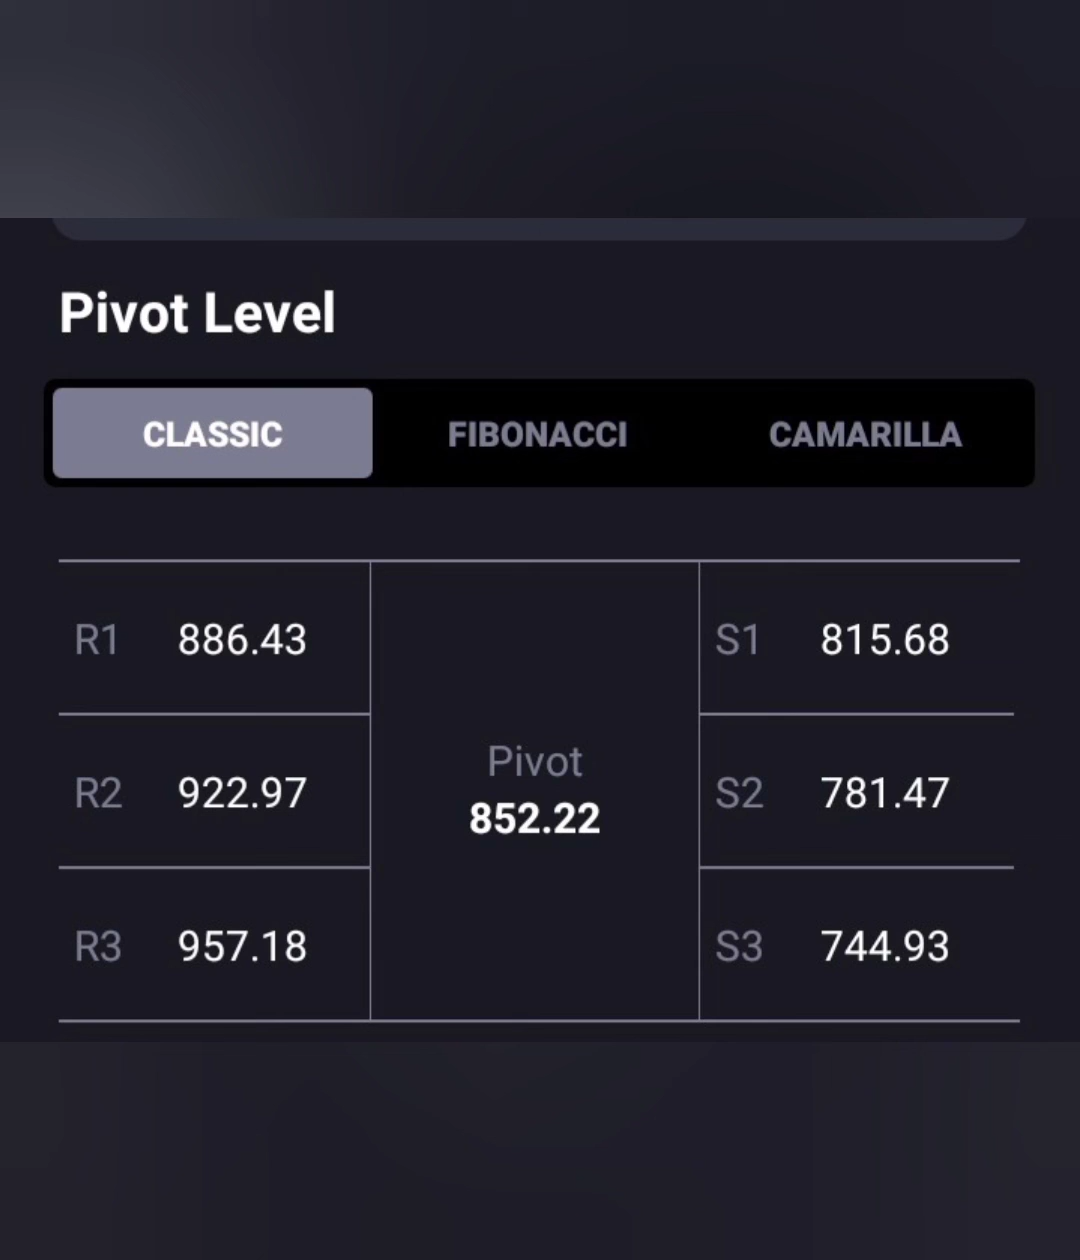 Pivot Level
CLASSIC FIBONACCI CAMARILLA
R1 886.43
R2 922.97
R3 957.18
Pivot
852.22
S1 815.68
S2 781.47
S3 744.93